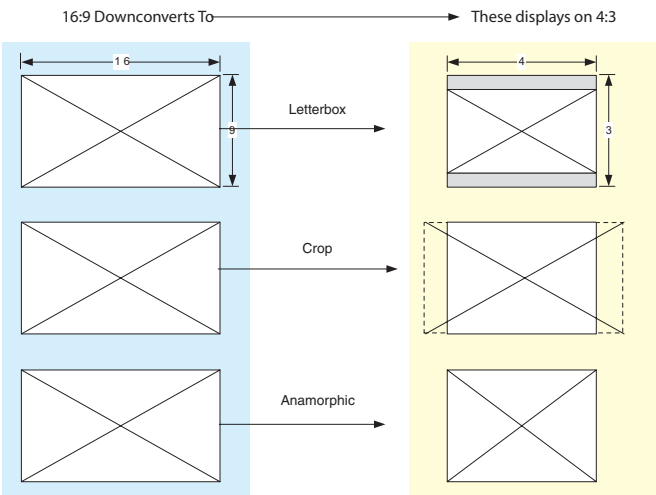 16:9 Downconverts To
These displays on 4:3
16
4
Letterbox
9
3
Crop
Anamorphic